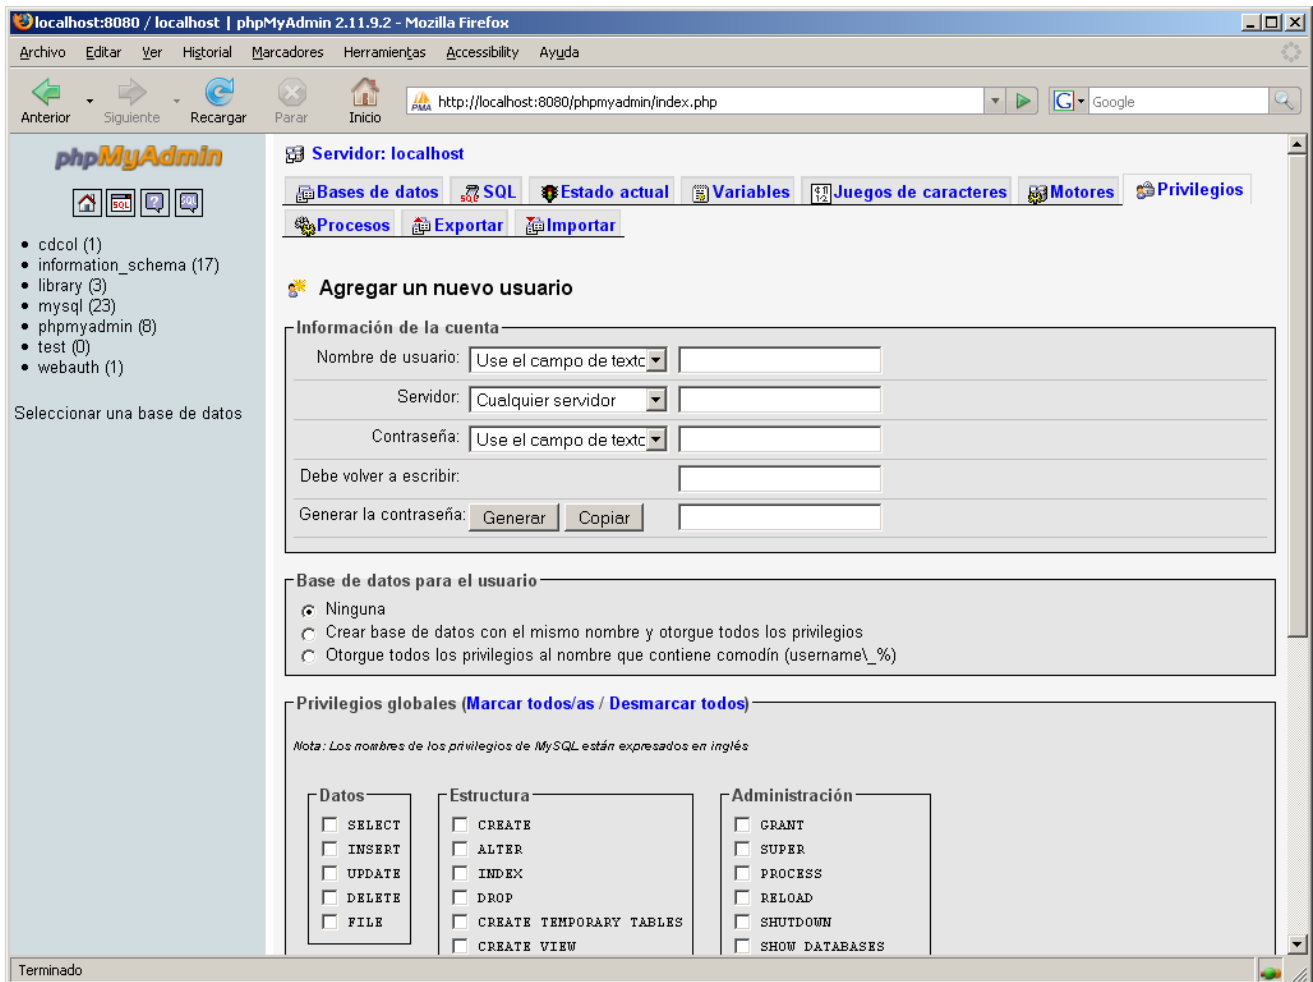 localhost:8080 / localhost | phpMyAdmin 2.11.9.2 - Mozilla Firefox
Archivo Editar Ver Historial Marcadores Herramientas Accessibility Ayuda
Anterior Siguiente Recargar Parar Inicio PMA http://localhost:8080/phpmyadmin/index.php G Google
phpMyAdmin
SQL ? SQL
cdcol (1)
information_schema (17)
library (3)
mysql (23)
phpmyadmin (8)
test (0)
webauth (1)
Seleccionar una base de datos
Servidor: localhost
Bases de datos SQL Estado actual Variables Juegos de caracteres Motores Privilegios
Procesos Exportar Importar
Agregar un nuevo usuario
Información de la cuenta
Nombre de usuario: Use el campo de texto
Servidor: Cualquier servidor
Contraseña: Use el campo de texto
Debe volver a escribir:
Generar la contraseña: Generar Copiar
Base de datos para el usuario
Ninguna
Crear base de datos con el mismo nombre y otorgue todos los privilegios
Otorgue todos los privilegios al nombre que contiene comodín (username\_%)
Privilegios globales (Marcar todos/as / Desmarcar todos)
Nota: Los nombres de los privilegios de MySQL están expresados en inglés
Datos Estructura Administración
SELECT CREATE GRANT
INSERT ALTER SUPER
UPDATE INDEX PROCESS
DELETE DROP RELOAD
FILE CREATE TEMPORARY TABLES SHUTDOWN
CREATE VIEW SHOW DATABASES
Terminado